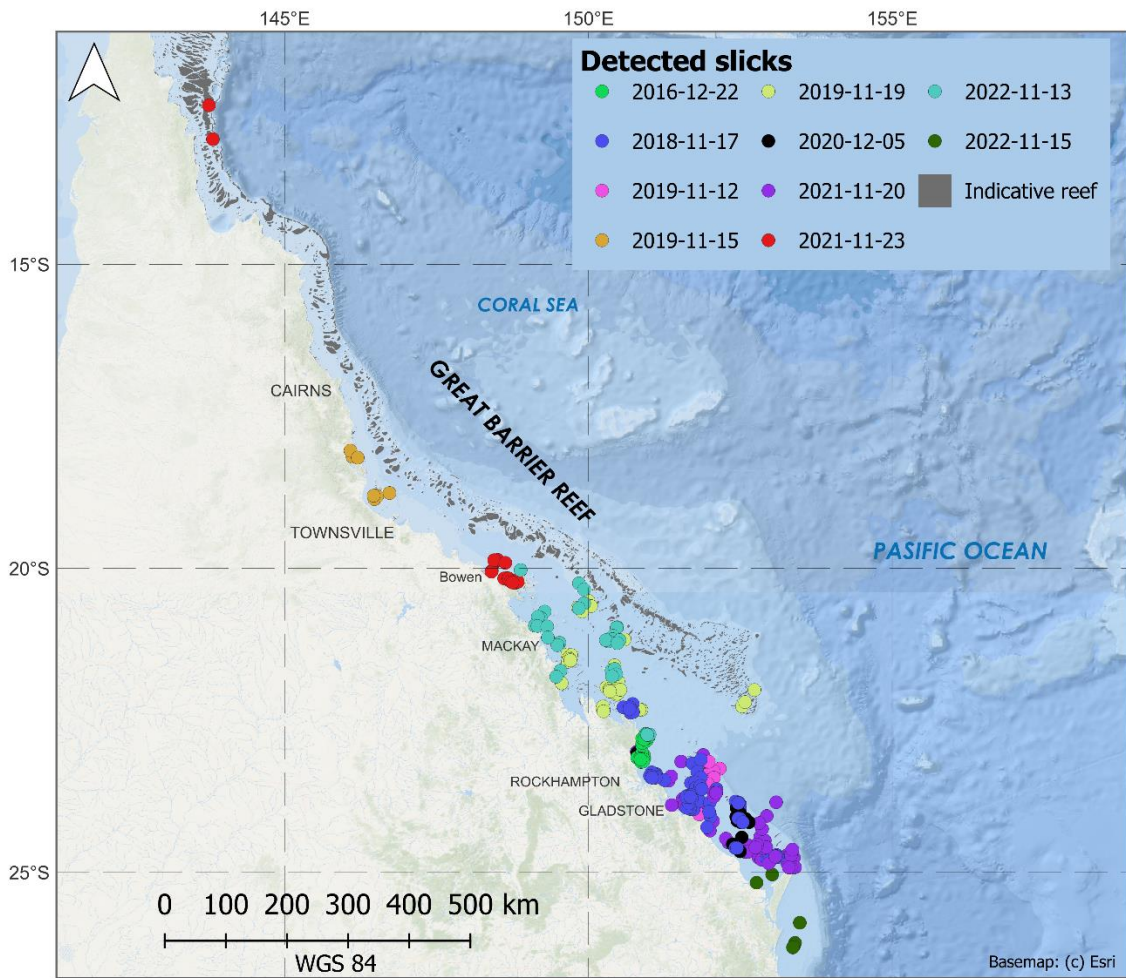 145°E 150°E 155°E
Detected slicks
2016-12-22 2019-11-19 2022-11-13
2018-11-17 2020-12-05 2022-11-15
2019-11-12 2021-11-20 Indicative reef
2019-11-15 2021-11-23
15°S
CORAL SEA
GREAT BARRIER REEF
CAIRNS
TOWNSVILLE
PASIFIC OCEAN
20°S
Bowen
MACKAY
ROCKHAMPTON
GLADSTONE
25°S
0 100 200 300 400 500 km
WGS 84
Basemap: (c) Esri